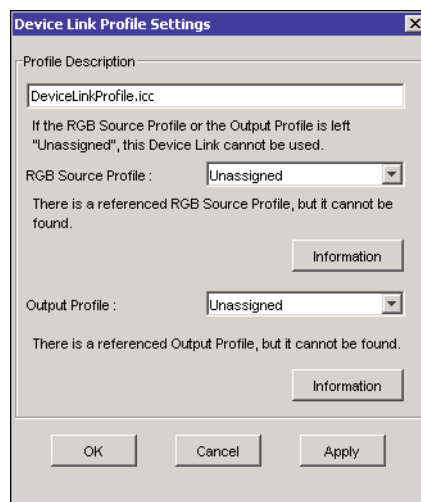 Device Link Profile Settings
Profile Description
DeviceLinkProfile.icc
If the RGB Source Profile or the Output Profile is left
"Unassigned", this Device Link cannot be used.
RGB Source Profile : Unassigned
There is a referenced RGB Source Profile, but it cannot be
found.
Information
Output Profile : Unassigned
There is a referenced Output Profile, but it cannot be found.
Information
OK Cancel Apply